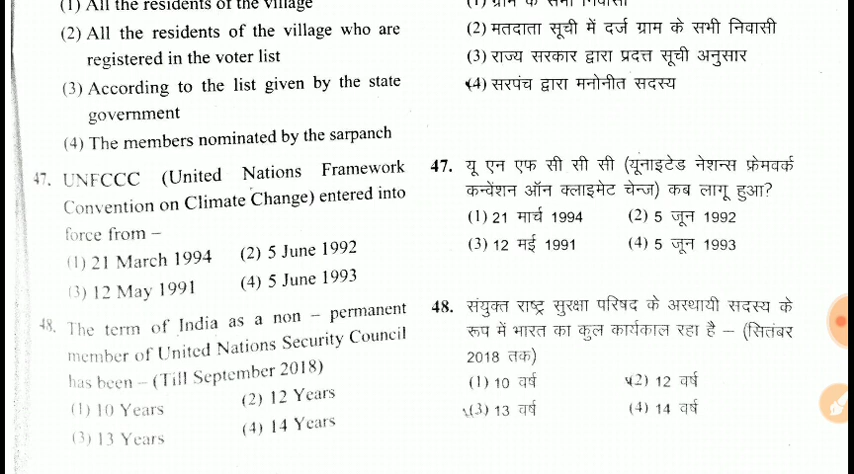 (1) All the residents of the village
(2) All the residents of the village who are
registered in the voter list
(3) According to the list given by the state
government
(4) The members nominated by the sarpanch
47. UNFCCC (United Nations Framework
Convention on Climate Change) entered into
force from –
(1) 21 March 1994 (2) 5 June 1992
(3) 12 May 1991 (4) 5 June 1993
48. The term of India as a non – permanent
member of United Nations Security Council
has been – (Till September 2018)
(1) 10 Years (2) 12 Years
(3) 13 Years (4) 14 Years
(1) ग्राम के सभी निवासी
(2) मतदाता सूची में दर्ज ग्राम के सभी निवासी
(3) राज्य सरकार द्वारा प्रदत्त सूची अनुसार
(4) सरपंच द्वारा मनोनीत सदस्य
47. यू एन एफ सी सी सी (यूनाइटेड नेशन्स फ्रेमवर्क
कन्वेंशन ऑन क्लाइमेट चेन्ज) कब लागू हुआ?
(1) 21 मार्च 1994 (2) 5 जून 1992
(3) 12 मई 1991 (4) 5 जून 1993
48. संयुक्त राष्ट्र सुरक्षा परिषद के अस्थायी सदस्य के
रूप में भारत का कुल कार्यकाल रहा है – (सितंबर
2018 तक)
(1) 10 वर्ष (2) 12 वर्ष
(3) 13 वर्ष (4) 14 वर्ष